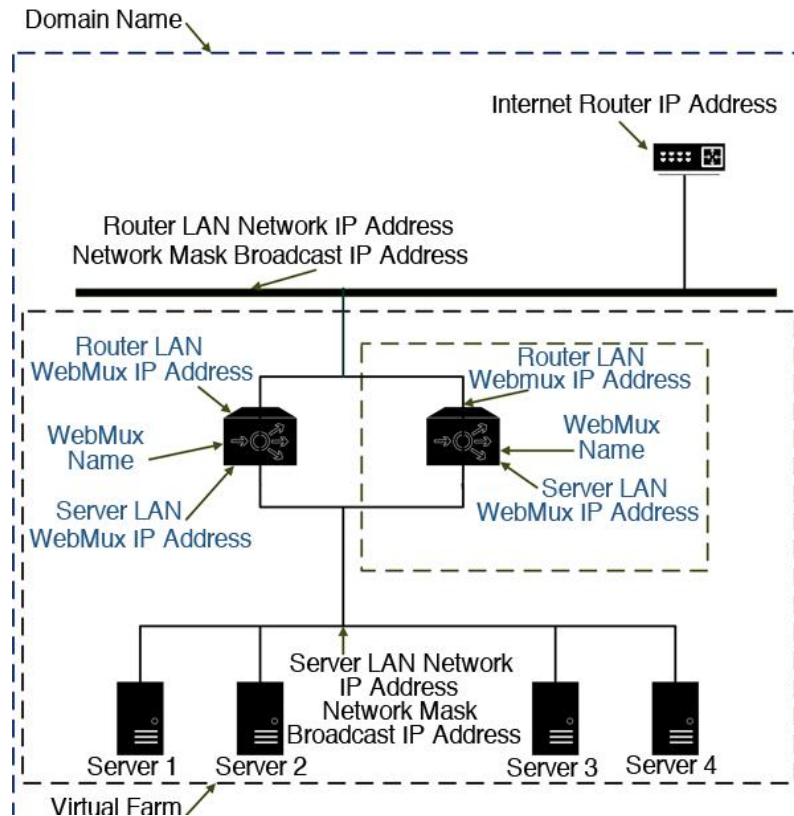 Domain Name
Internet Router IP Address
Router LAN Network IP Address
Network Mask Broadcast IP Address
Router LAN
WebMux IP Address
WebMux
Name
Server LAN
WebMux IP Address
Router LAN
Webmux IP Address
WebMux
Name
Server LAN
WebMux IP Address
Server LAN Network
IP Address
Network Mask
Broadcast IP Address
Server 1
Server 2
Server 3
Server 4
Virtual Farm